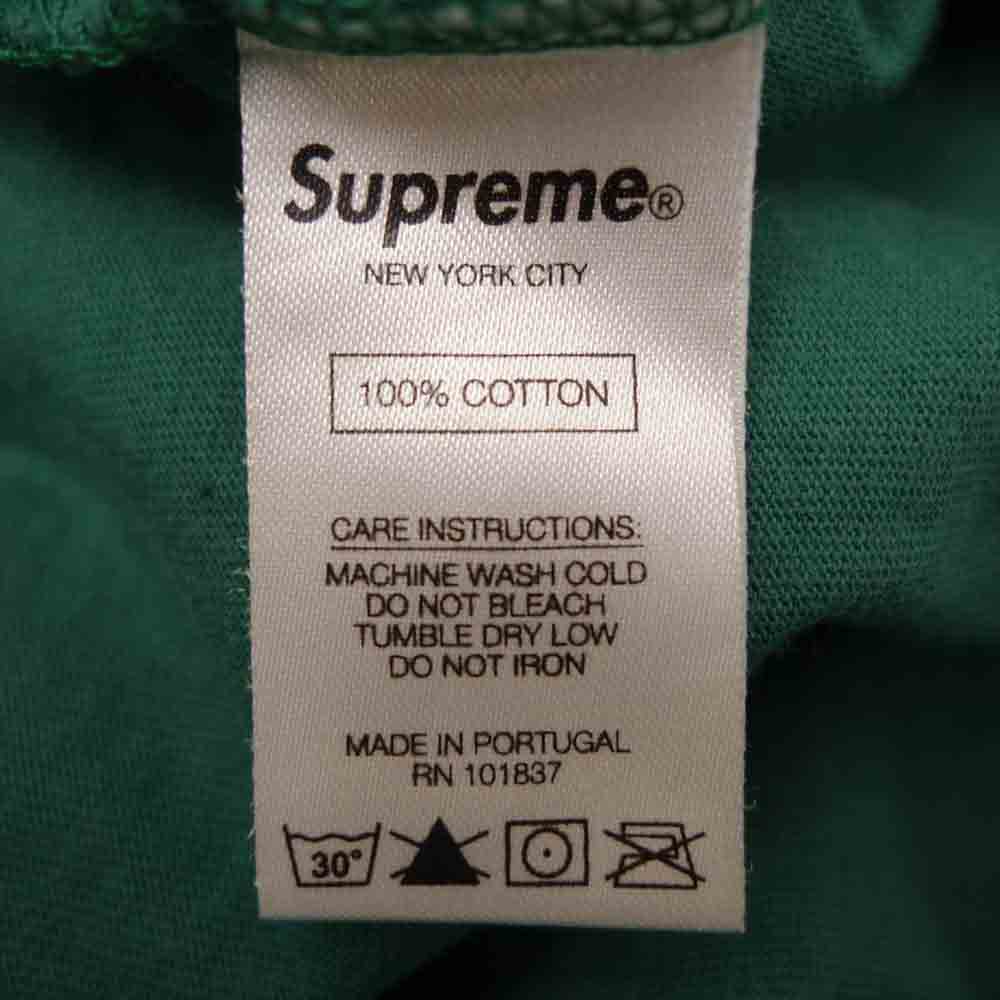 Supreme®
NEW YORK CITY
100% COTTON
CARE INSTRUCTIONS:
MACHINE WASH COLD
DO NOT BLEACH
TUMBLE DRY LOW
DO NOT IRON
MADE IN PORTUGAL
RN 101837
30°